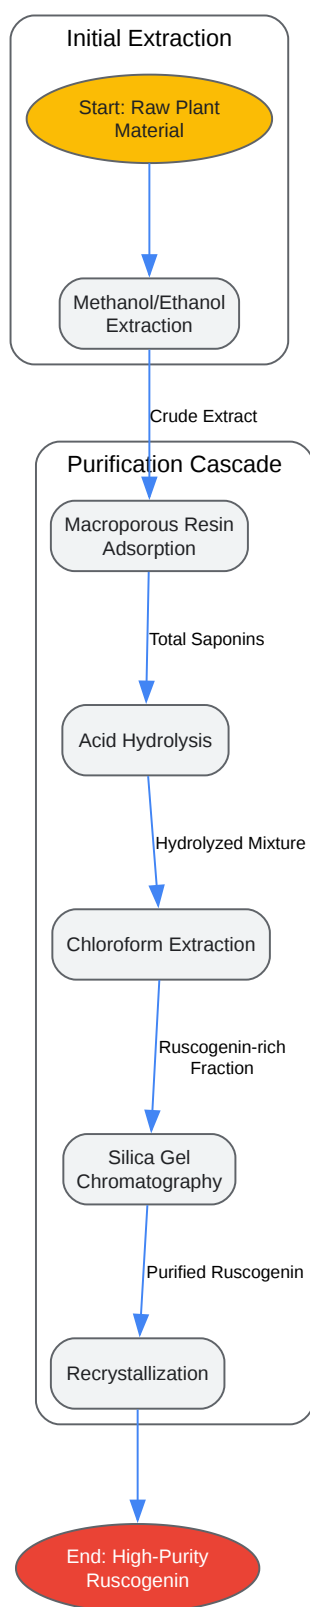 Initial Extraction
Start: Raw Plant
Material
Methanol/Ethanol
Extraction
Crude Extract
Purification Cascade
Macroporous Resin
Adsorption
Total Saponins
Acid Hydrolysis
Hydrolyzed Mixture
Chloroform Extraction
Ruscogenin-rich
Fraction
Silica Gel
Chromatography
Purified Ruscogenin
Recrystallization
End: High-Purity
Ruscogenin